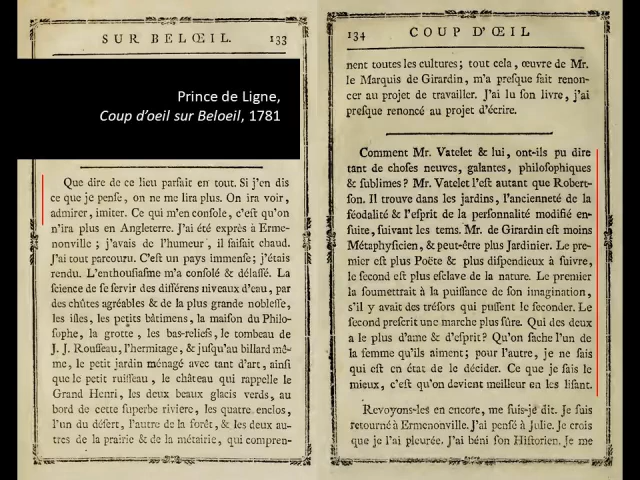 SUR BELŒIL. 133
Prince de Ligne,
Coup d'oeil sur Beloeil, 1781
Que dire de ce lieu parfait en tout. Si j'en dis
ce que je penſe, on ne me lira plus. On ira voir,
admirer, imiter. Ce qui m'en conſole, c'eſt qu'on
n'ira plus en Angleterre. J'ai été exprès à Erme-
nonville ; j'avais de l'humeur, il faiſait chaud.
J'ai tout parcouru. C'eſt un pays immenſe; j'étais
rendu. L'enthouſiaſme m'a conſolé & délaſſé. La
ſcience de ſe ſervir des différens niveaux d'eau, par
des chûtes agréables & de la plus grande nobleſſe,
les iſles, les petits bâtimens, la maiſon du Philo-
ſophe, la grotte, les bas-reliefs, le tombeau de
J. J. Rouſſeau, l'hermitage, & juſqu'au billard mê-
me, le petit jardin ménagé avec tant d'art, ainſi
que le petit ruiſſeau, le château qui rappelle le
Grand Henri, les deux beaux glacis verds, au
bord de cette ſuperbe riviere, les quatre enclos,
l'un du déſert, l'autre de la forêt, & les deux au-
tres de la prairie & de la métairie, qui compren-
134 COUP D'ŒIL
nent toutes les cultures; tout cela, œuvre de Mr.
le Marquis de Girardin, m'a preſque fait renon-
cer au projet de travailler. J'ai lu ſon livre, j'ai
preſque renoncé au projet d'écrire.
Comment Mr. Vatelet & lui, ont-ils pu dire
tant de choſes neuves, galantes, philoſophiques
& ſublimes? Mr. Vatelet l'eſt autant que Robert-
ſon. Il trouve dans les jardins, l'ancienneté de la
féodalité & l'eſprit de la perſonnalité modifié en-
ſuite, ſuivant les tems. Mr. de Girardin eſt moins
Métaphyſicien, & peut-être plus Jardinier. Le pre-
mier eſt plus Poëte & plus diſpendieux à ſuivre,
le ſecond eſt plus eſclave de la nature. Le premier
la ſoumettrait à la puiſſance de ſon imagination,
s'il y avait des tréſors qui puſſent le ſeconder. Le
ſecond preſcrit une marche plus ſûre. Qui des deux
a le plus d'ame & d'eſprit? Qu'on ſache l'un de
la femme qu'ils aiment; pour l'autre, je ne ſais
qui eſt en état de le décider. Ce que je ſais le
mieux, c'eſt qu'on devient meilleur en les liſant.
Revoyons-les en encore, me ſuis-je dit. Je ſuis
retourné à Ermenonville. J'ai penſé à Julie. Je crois
que je l'ai pleurée. J'ai béni ſon Hiſtorien. Je me